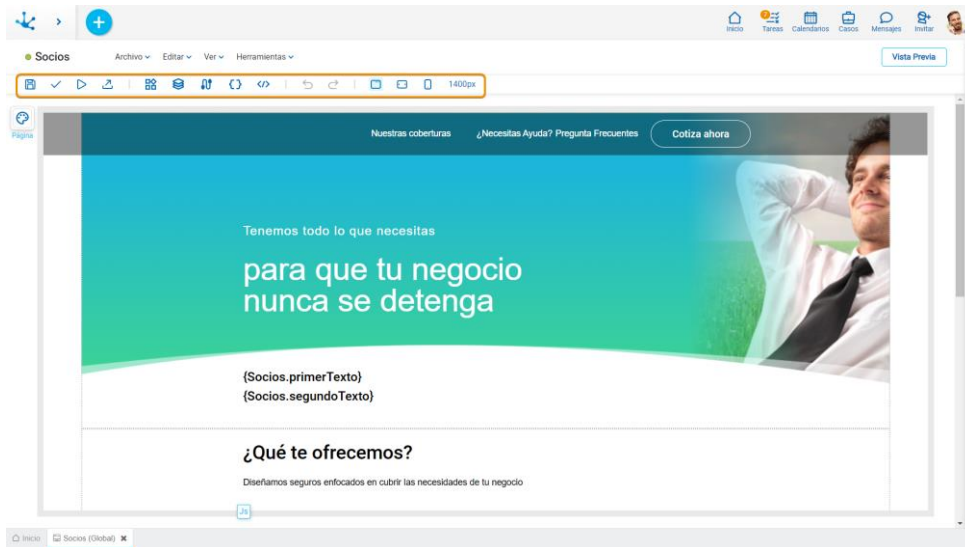 Inicio
Tareas
Calendarios
Casos
Mensajes
Invitar
Socios
Archivo
Editar
Ver
Herramientas
Vista Previa
1400px
Página
Nuestras coberturas
¿Necesitas Ayuda? Pregunta Frecuentes
Cotiza ahora
Tenemos todo lo que necesitas
para que tu negocio
nunca se detenga
{Socios.primerTexto}
{Socios.segundoTexto}
¿Qué te ofrecemos?
Diseñamos seguros enfocados en cubrir las necesidades de tu negocio
Js
Inicio
Socios (Global)